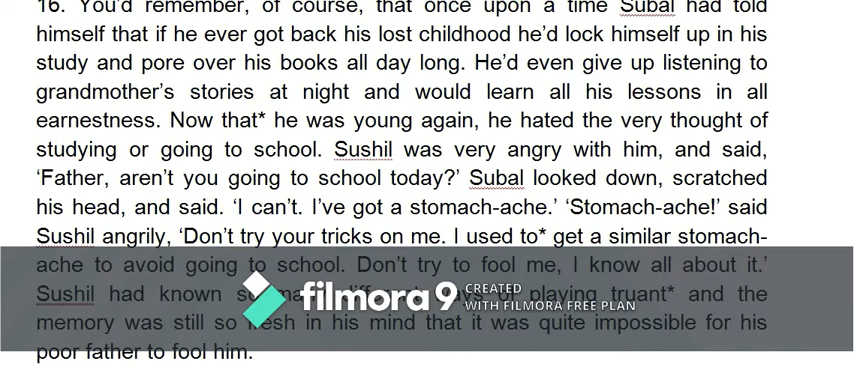 16. You'd remember, of course, that once upon a time Subal had told
himself that if he ever got back his lost childhood he'd lock himself up in his
study and pore over his books all day long. He'd even give up listening to
grandmother's stories at night and would learn all his lessons in all
earnestness. Now that* he was young again, he hated the very thought of
studying or going to school. Sushil was very angry with him, and said,
'Father, aren't you going to school today?' Subal looked down, scratched
his head, and said. 'I can't. I've got a stomach-ache.' 'Stomach-ache!' said
Sushil angrily, 'Don't try your tricks on me. I used to* get a similar stomach-
ache to avoid going to school. Don't try to fool me, I know all about it.'
Sushil had known so many different ways of playing truant* and the
memory was still so fresh in his mind that it was quite impossible for his
poor father to fool him.
filmora9
CREATED
WITH FILMORA FREE PLAN